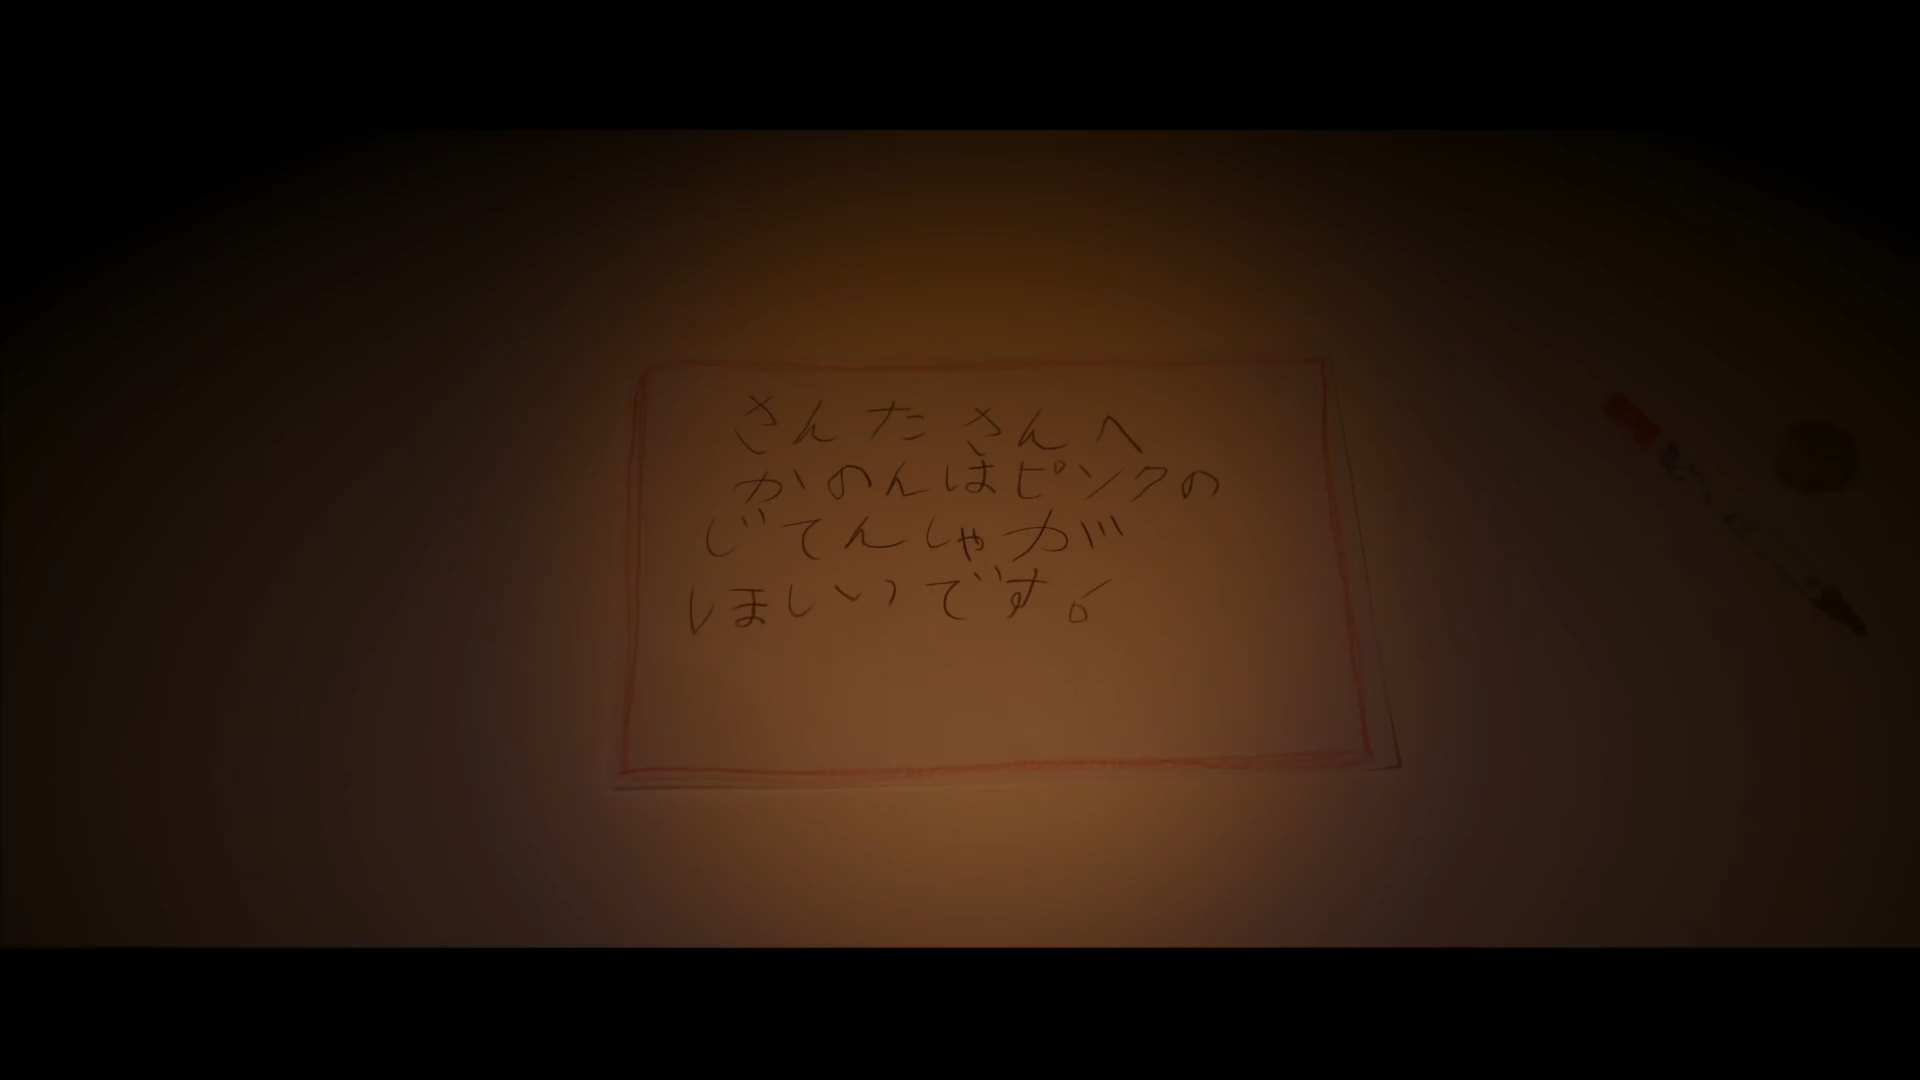 さんたさんへ
かのんはピンクの
じてんしゃが
ほしいです。